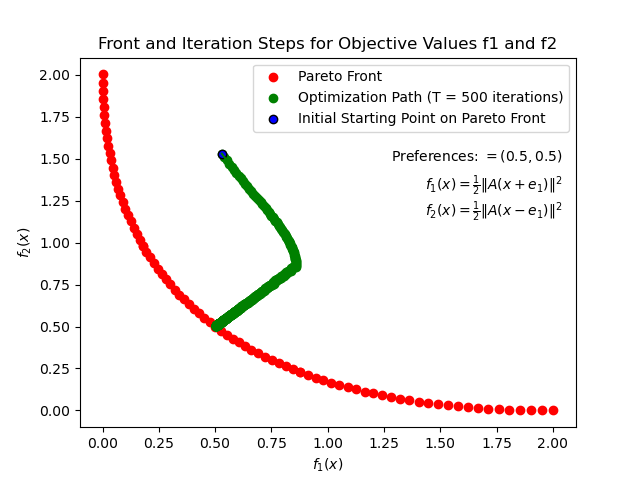 Front and Iteration Steps for Objective Values f1 and f2
Pareto Front
Optimization Path (T = 500 iterations)
Initial Starting Point on Pareto Front
Preferences: = (0.5, 0.5)
f₁(x) = ½‖A(x + e₁)‖²
f₂(x) = ½‖A(x − e₁)‖²
f₂(x)
2.00
1.75
1.50
1.25
1.00
0.75
0.50
0.25
0.00
0.00 0.25 0.50 0.75 1.00 1.25 1.50 1.75 2.00
f₁(x)